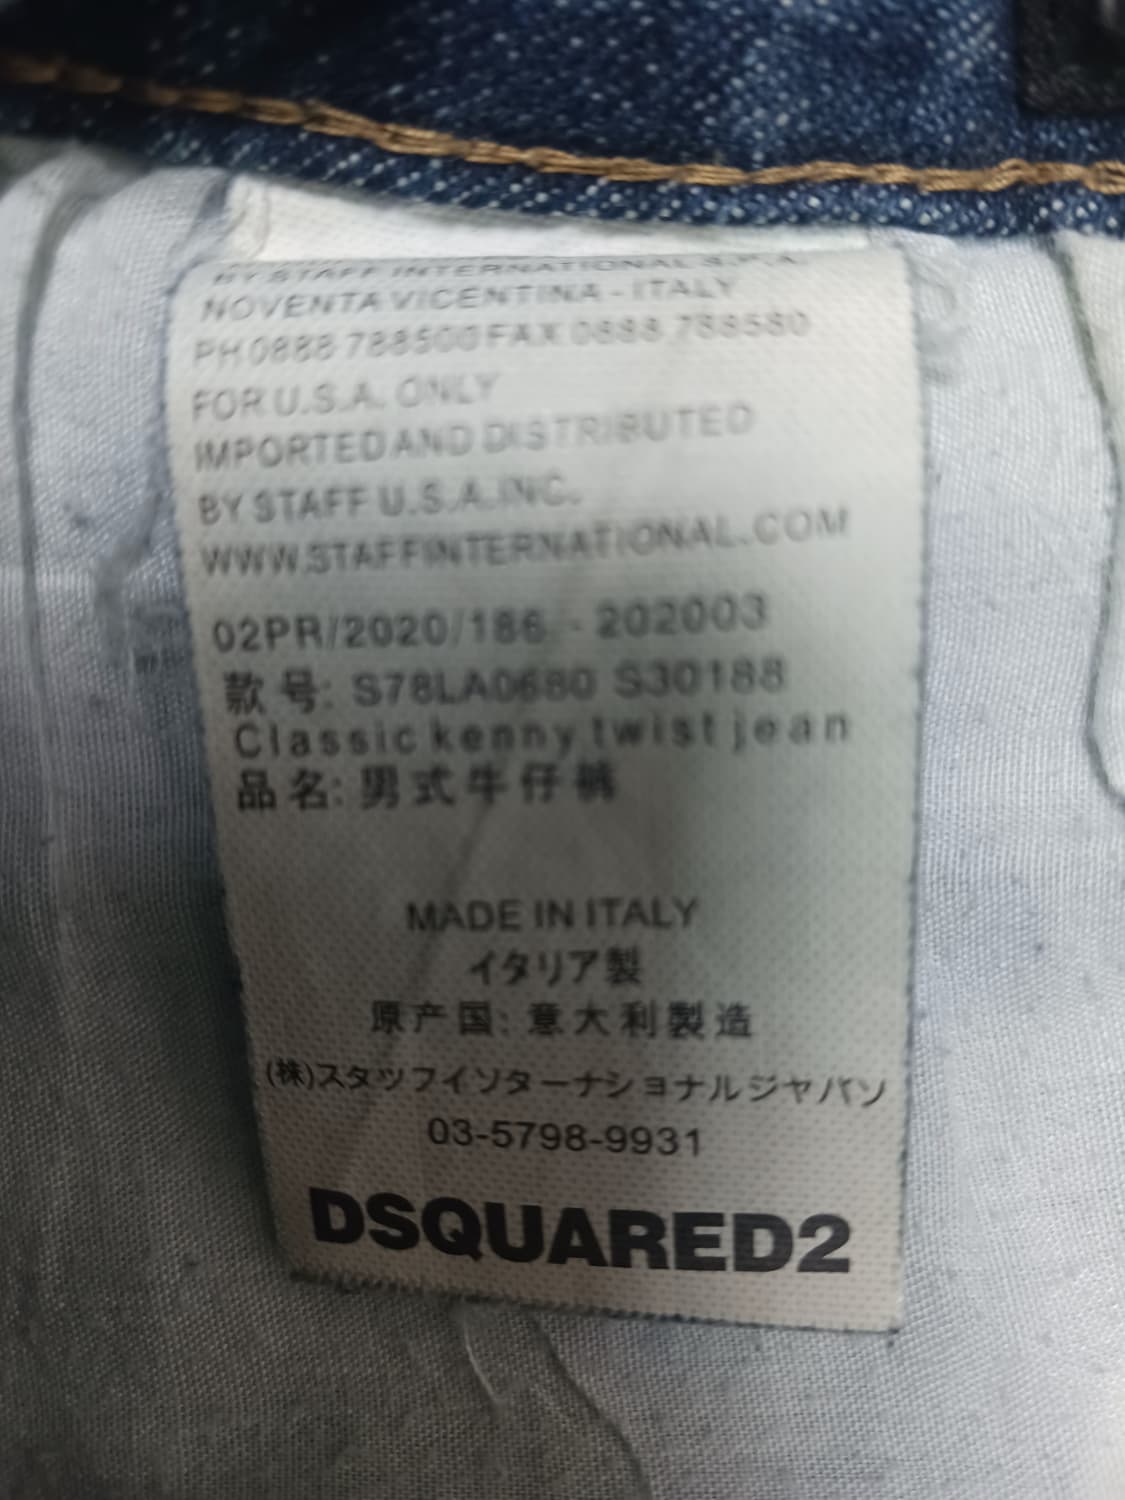 BY STAFF INTERNATIONAL S.P.A.
NOVENTA VICENTINA - ITALY
PH 0888 788500 FAX 0888 788580
FOR U.S.A. ONLY
IMPORTED AND DISTRIBUTED
BY STAFF U.S.A. INC.
WWW.STAFFINTERNATIONAL.COM
02PR/2020/186 - 202003
款号: S78LA0680 S30188
Classic kenny twist jean
品名: 男式牛仔裤
MADE IN ITALY
イタリア製
原产国: 意大利製造
(株)スタツフイソターナショナルジヤパソ
03-5798-9931
DSQUARED2